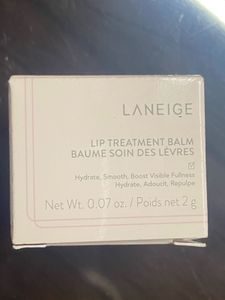 LANEIGE
LIP TREATMENT BALM
BAUME SOIN DES LÈVRES
Hydrate, Smooth, Boost Visible Fullness
Hydrate, Adoucit, Repulpe
Net Wt. 0.07 oz. / Poids net 2 g